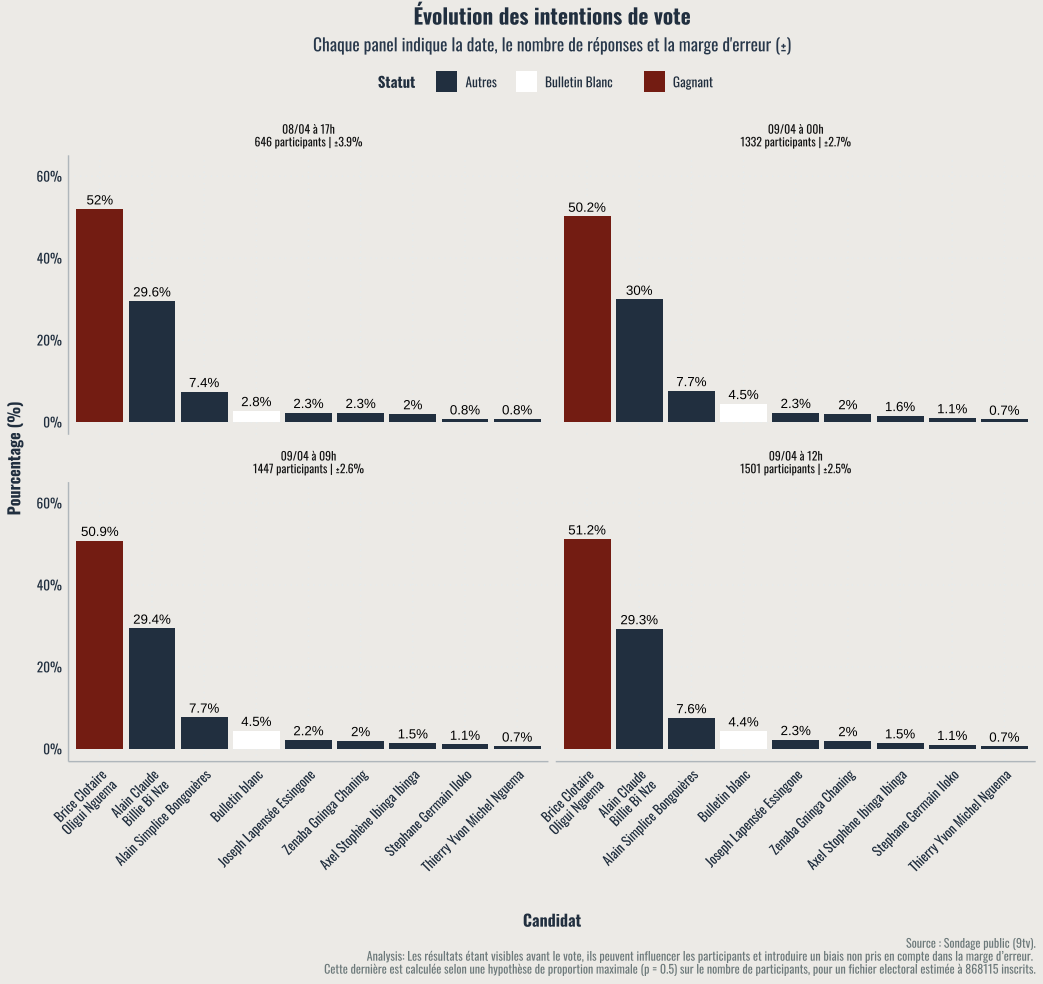 Évolution des intentions de vote
Chaque panel indique la date, le nombre de réponses et la marge d'erreur (±)
Statut Autres Bulletin Blanc Gagnant
08/04 à 17h
646 participants | ±3.9%
09/04 à 00h
1332 participants | ±2.7%
Pourcentage (%)
60%
40%
20%
0%
52%
29.6%
7.4%
2.8%
2.3%
2.3%
2%
0.8%
0.8%
50.2%
30%
7.7%
4.5%
2.3%
2%
1.6%
1.1%
0.7%
09/04 à 09h
1447 participants | ±2.6%
09/04 à 12h
1501 participants | ±2.5%
60%
40%
20%
0%
50.9%
29.4%
7.7%
4.5%
2.2%
2%
1.5%
1.1%
0.7%
51.2%
29.3%
7.6%
4.4%
2.3%
2%
1.5%
1.1%
0.7%
Brice Clotaire
Oligui Nguema
Alain Claude
Billie Bi Nze
Alain Simplice Bongouères
Bulletin blanc
Joseph Lapensée Essingone
Zenaba Gninga Chaning
Axel Stophène Ibinga Ibinga
Stephane Germain Iloko
Thierry Yvon Michel Nguema
Brice Clotaire
Oligui Nguema
Alain Claude
Billie Bi Nze
Alain Simplice Bongouères
Bulletin blanc
Joseph Lapensée Essingone
Zenaba Gninga Chaning
Axel Stophène Ibinga Ibinga
Stephane Germain Iloko
Thierry Yvon Michel Nguema
Candidat
Source : Sondage public (9tv).
Analysis: Les résultats étant visibles avant le vote, ils peuvent influencer les participants et introduire un biais non pris en compte dans la marge d'erreur.
Cette dernière est calculée selon une hypothèse de proportion maximale (p = 0.5) sur le nombre de participants, pour un fichier electoral estimée à 868115 inscrits.